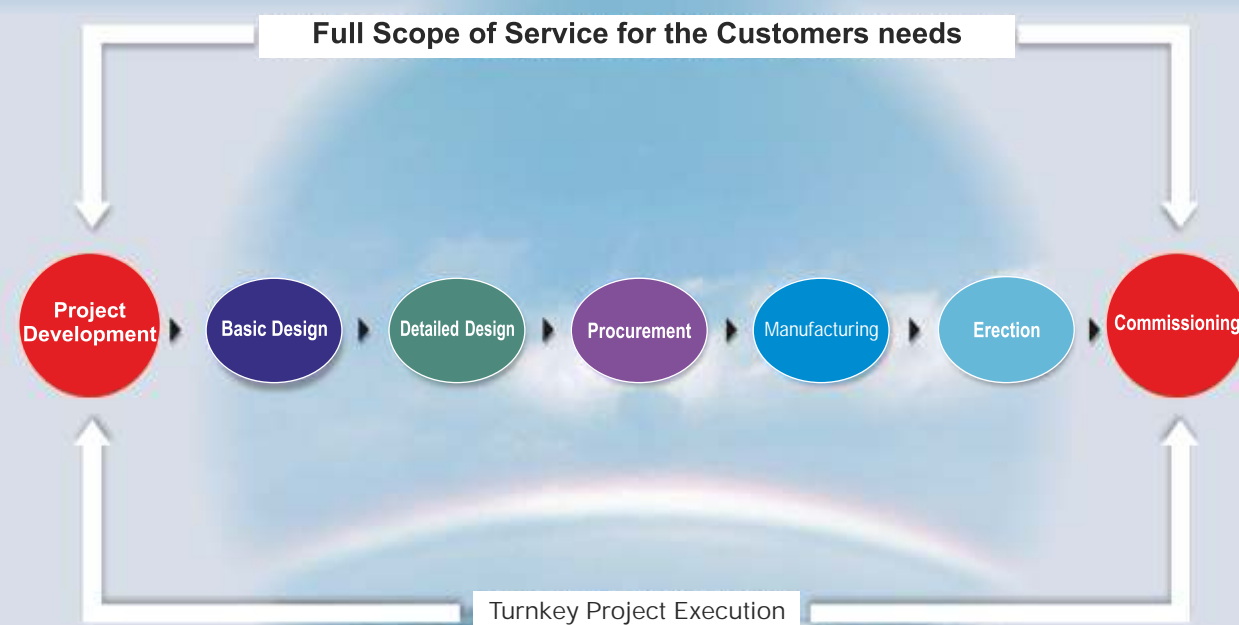 Full Scope of Service for the Customers needs
Project
Development
Basic Design
Detailed Design
Procurement
Manufacturing
Erection
Commissioning
Turnkey Project Execution